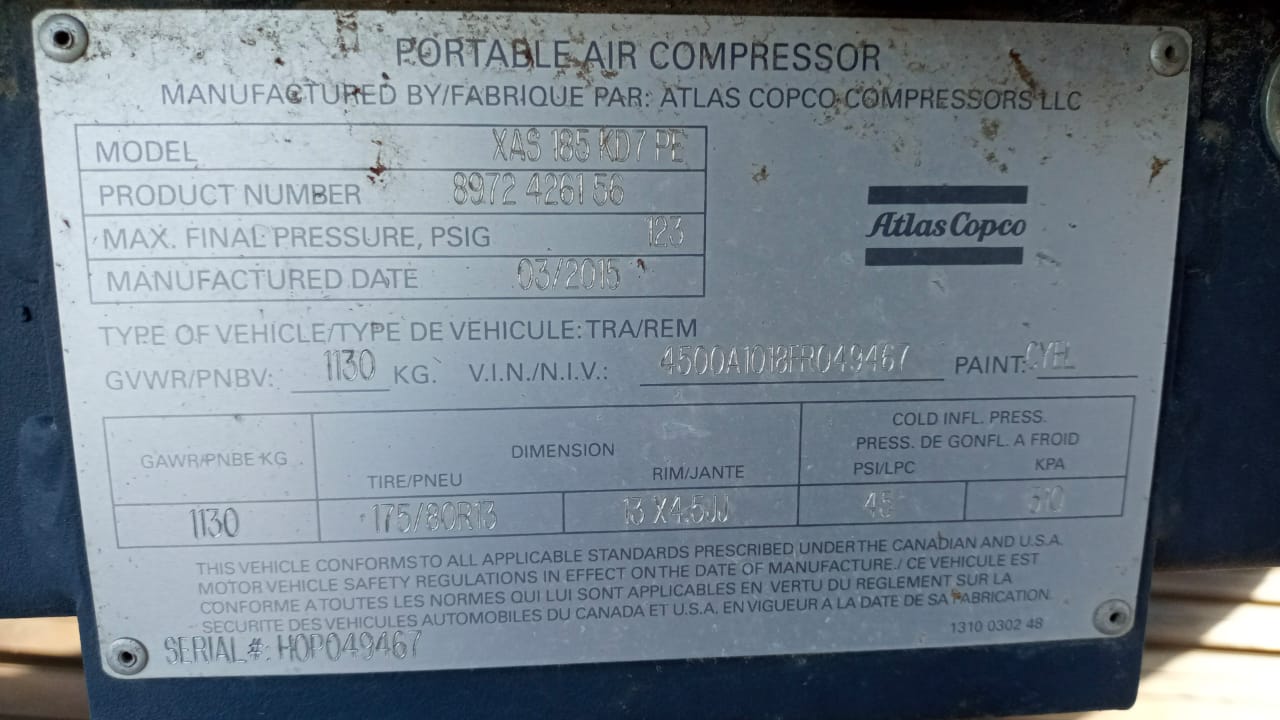 PORTABLE AIR COMPRESSOR
MANUFACTURED BY/FABRIQUE PAR: ATLAS COPCO COMPRESSORS LLC
MODEL XAS 185 KD7 PE
PRODUCT NUMBER 8972 4261 56
MAX. FINAL PRESSURE, PSIG 123
MANUFACTURED DATE 03/2015
Atlas Copco
TYPE OF VEHICLE/TYPE DE VEHICULE: TRA/REM
GVWR/PNBV: 1130 KG. V.I.N./N.I.V.: 4500A1018FR049467 PAINT: CYEL
GAWR/PNBE KG
DIMENSION
TIRE/PNEU RIM/JANTE
COLD INFL. PRESS.
PRESS. DE GONFL. A FROID
PSI/LPC KPA
1130 175/80R13 13 X4.5JJ 45 310
THIS VEHICLE CONFORMS TO ALL APPLICABLE STANDARDS PRESCRIBED UNDER THE CANADIAN AND U.S.A.
MOTOR VEHICLE SAFETY REGULATIONS IN EFFECT ON THE DATE OF MANUFACTURE./ CE VEHICULE EST
CONFORME A TOUTES LES NORMES QUI LUI SONT APPLICABLES EN VERTU DU REGLEMENT SUR LA
SECURITE DES VEHICULES AUTOMOBILES DU CANADA ET U.S.A. EN VIGUEUR A LA DATE DE SA FABRICATION.
1310 0302 48
SERIAL#: HOP049467